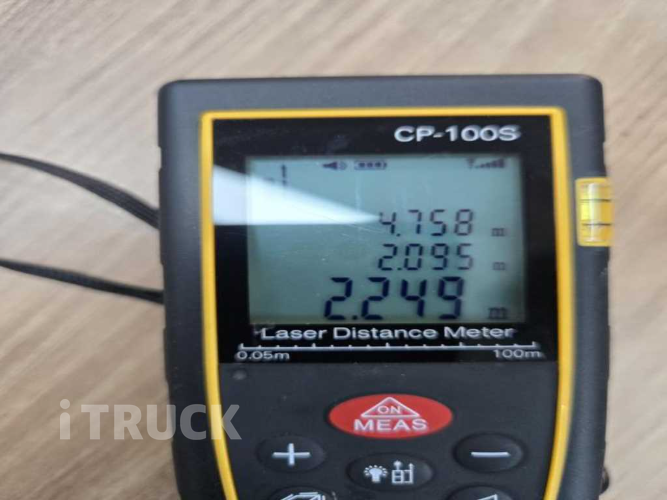 CP-100S
4.758 m
2.095 m
2.249 m
Laser Distance Meter
0.05m 100m
iTRUCK
ON
MEAS
+ −